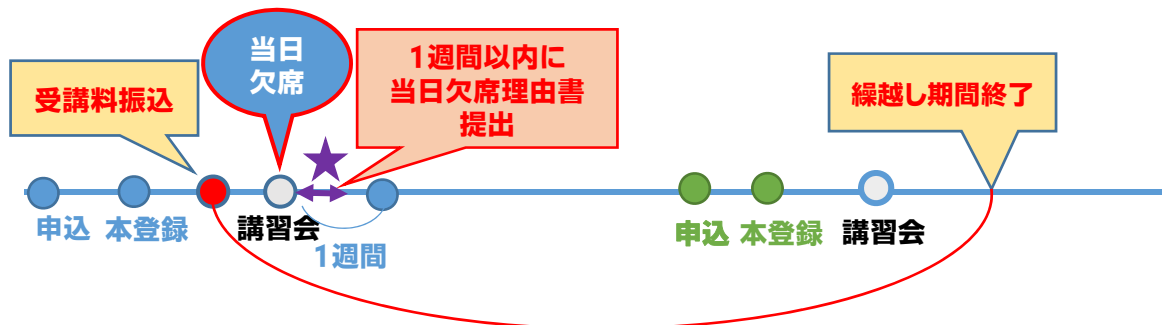 当日
欠席
1週間以内に
当日欠席理由書
提出
受講料振込
繰越し期間終了
申込 本登録 講習会
1週間
申込 本登録 講習会